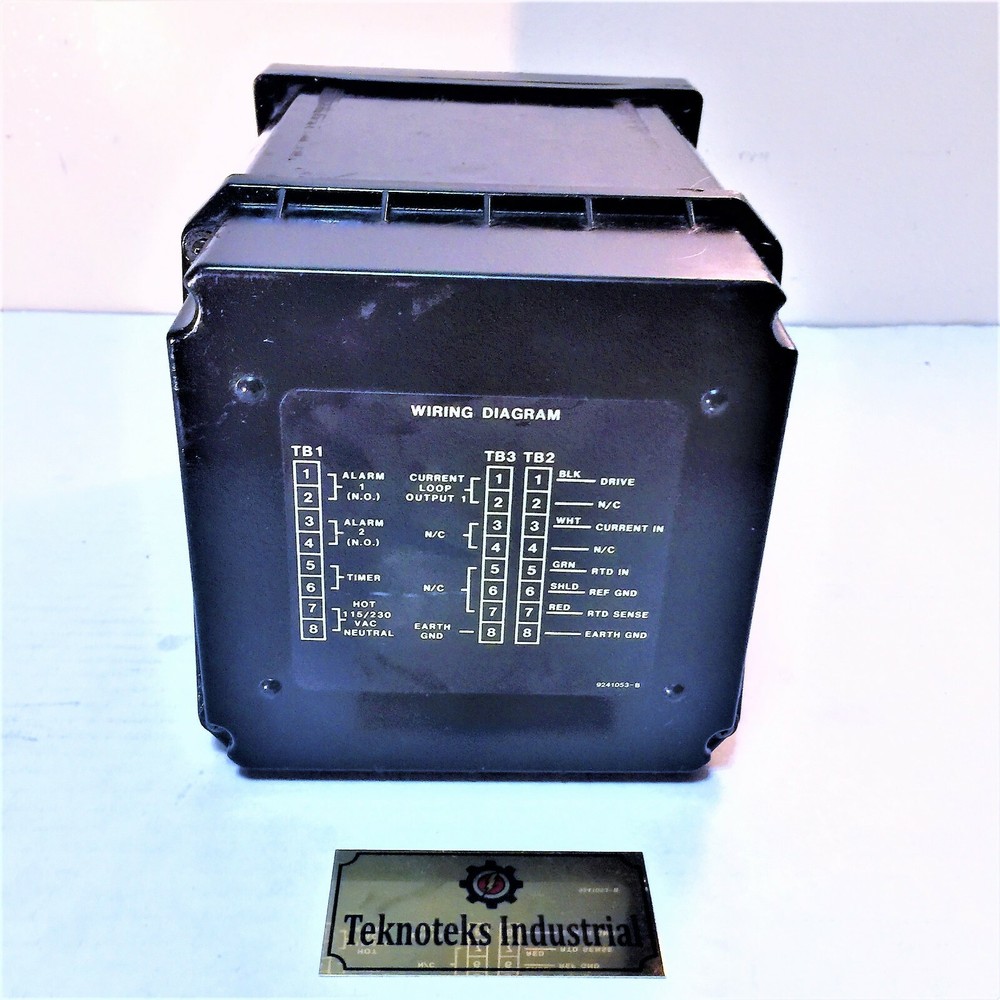 WIRING DIAGRAM
TB1
1
2
ALARM
1
(N.O.)
3
4
ALARM
2
(N.O.)
5
6
TIMER
7
8
HOT
115/230
VAC
NEUTRAL
TB3 TB2
CURRENT
LOOP
OUTPUT 1
N/C
N/C
EARTH
GND
1 1 BLK DRIVE
2 2 N/C
3 3 WHT CURRENT IN
4 4 N/C
5 5 GRN RTD IN
6 6 SHLD REF GND
7 7 RED RTD SENSE
8 8 EARTH GND
9241053-B
Teknoteks Industrial